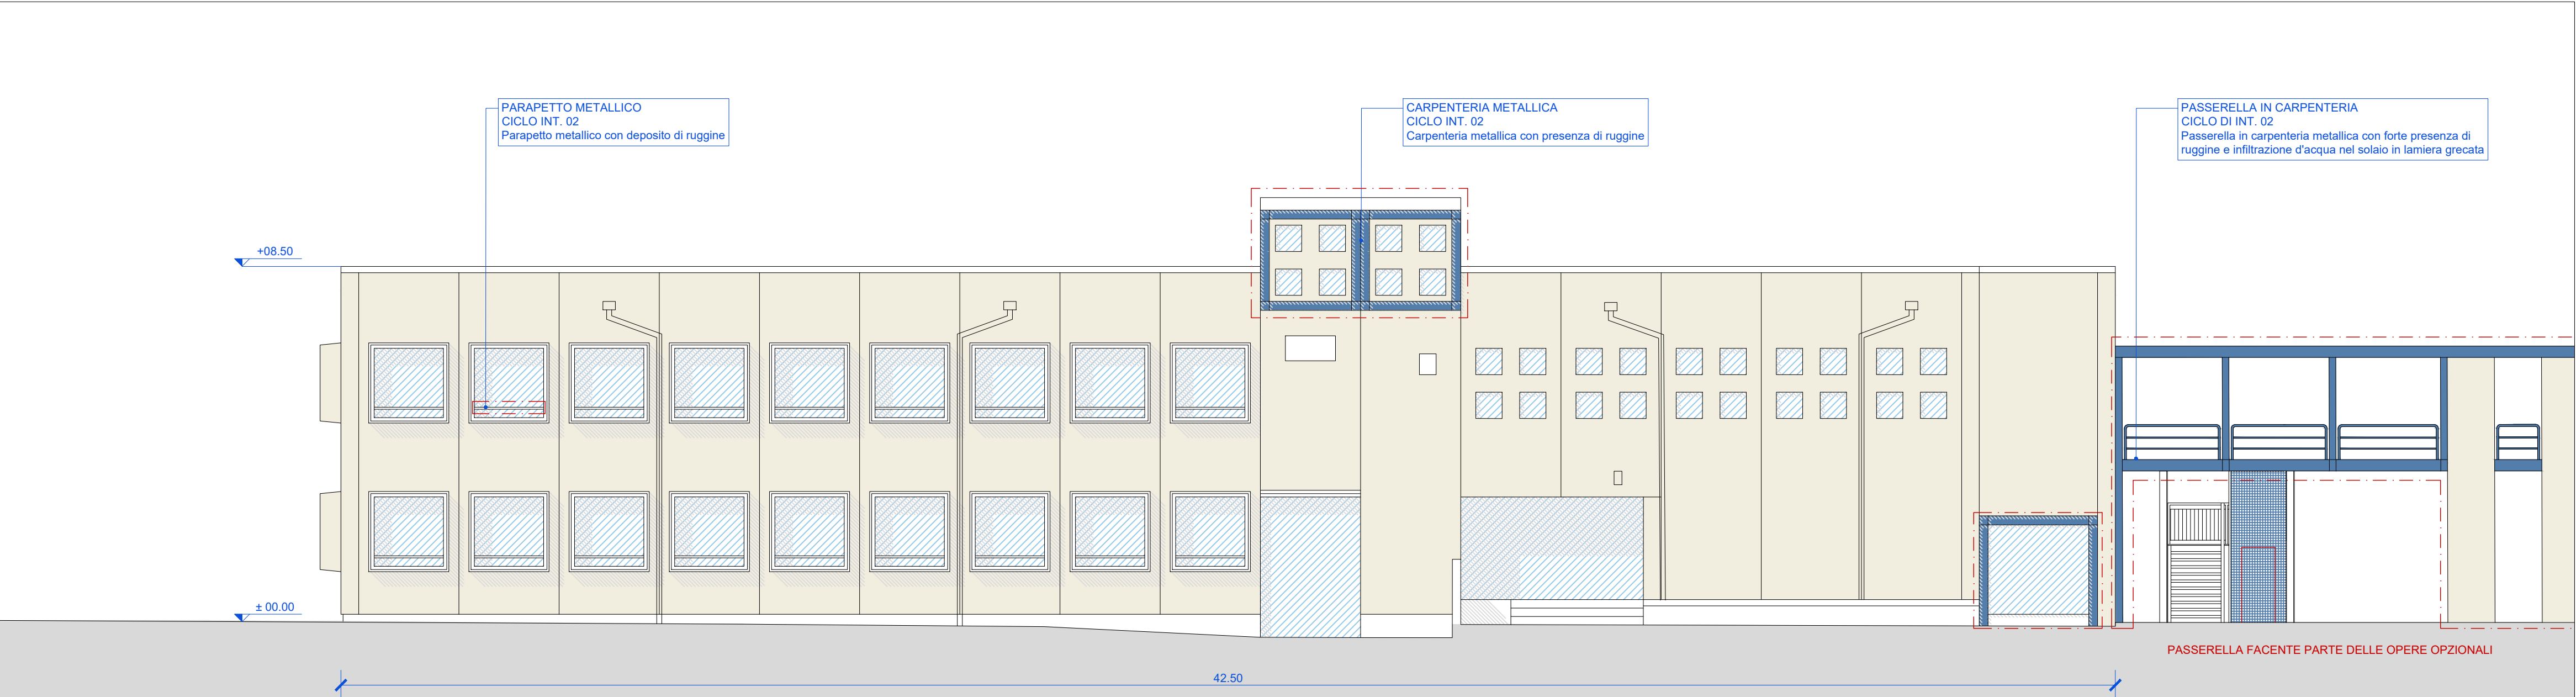 PARAPETTO METALLICO
CICLO INT. 02
Parapetto metallico con deposito di ruggine
CARPENTERIA METALLICA
CICLO INT. 02
Carpenteria metallica con presenza di ruggine
PASSERELLA IN CARPENTERIA
CICLO DI INT. 02
Passerella in carpenteria metallica con forte presenza di
ruggine e infiltrazione d'acqua nel solaio in lamiera grecata
+08.50
± 00.00
PASSERELLA FACENTE PARTE DELLE OPERE OPZIONALI
42.50